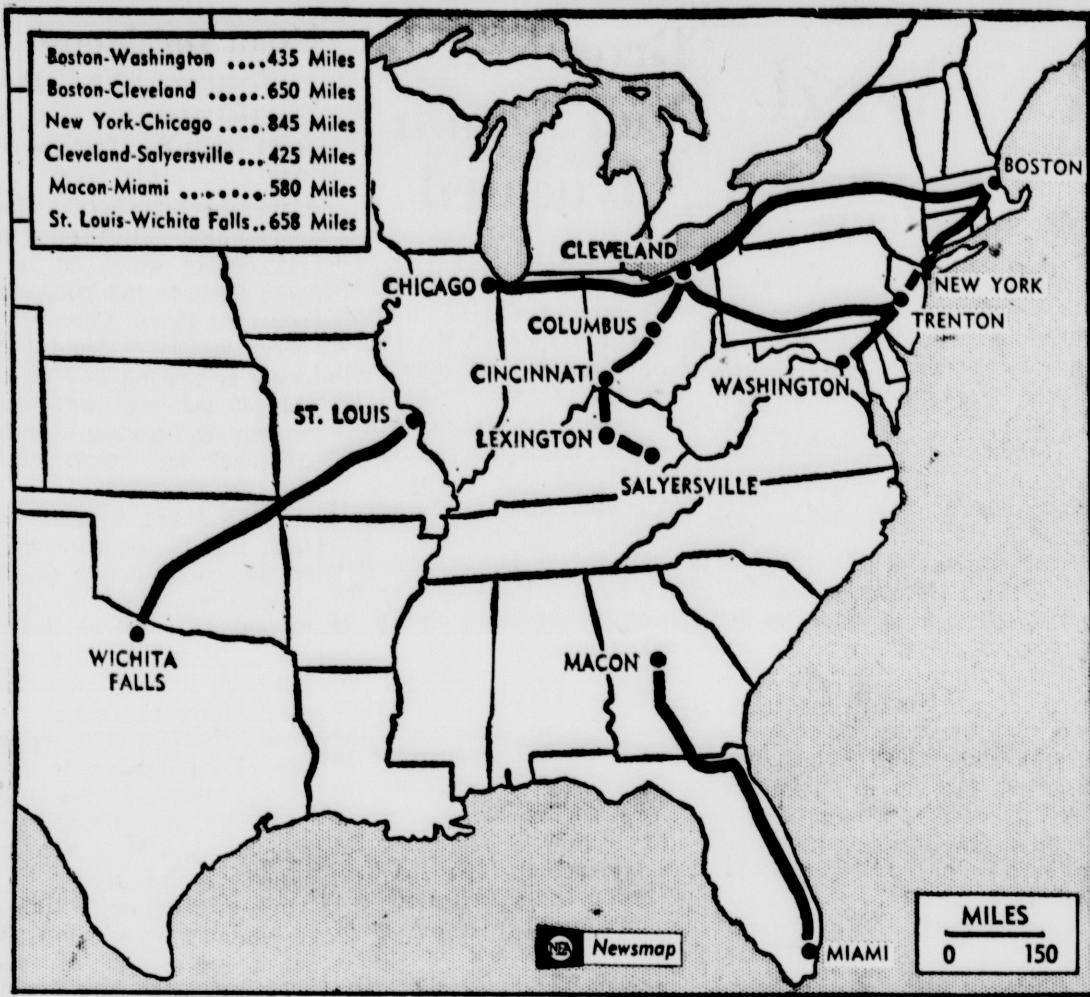 Boston-Washington ....435 Miles
Boston-Cleveland .....650 Miles
New York-Chicago ....845 Miles
Cleveland-Salyersville...425 Miles
Macon-Miami ........580 Miles
St. Louis-Wichita Falls..658 Miles
BOSTON
CLEVELAND
CHICAGO
NEW YORK
COLUMBUS
TRENTON
CINCINNATI
WASHINGTON
ST. LOUIS
LEXINGTON
SALYERSVILLE
WICHITA
FALLS
MACON
MILES
0 150
NEA Newsmap
MIAMI